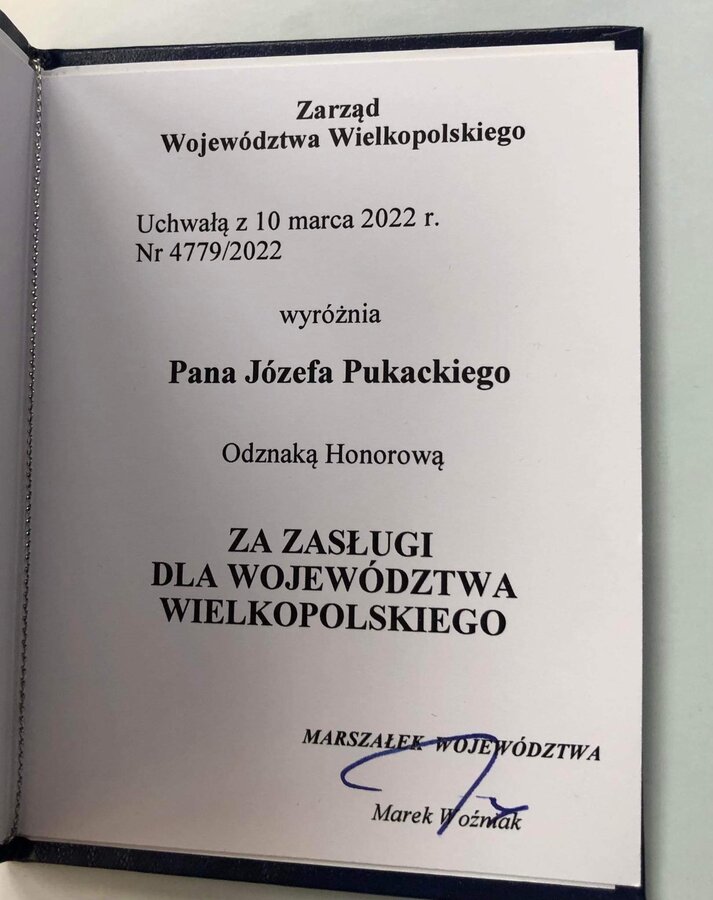 Zarząd
Województwa Wielkopolskiego
Uchwałą z 10 marca 2022 r.
Nr 4779/2022
wyróżnia
Pana Józefa Pukackiego
Odznaką Honorową
ZA ZASŁUGI
DLA WOJEWÓDZTWA
WIELKOPOLSKIEGO
MARSZAŁEK WOJEWÓDZTWA
Marek Woźniak